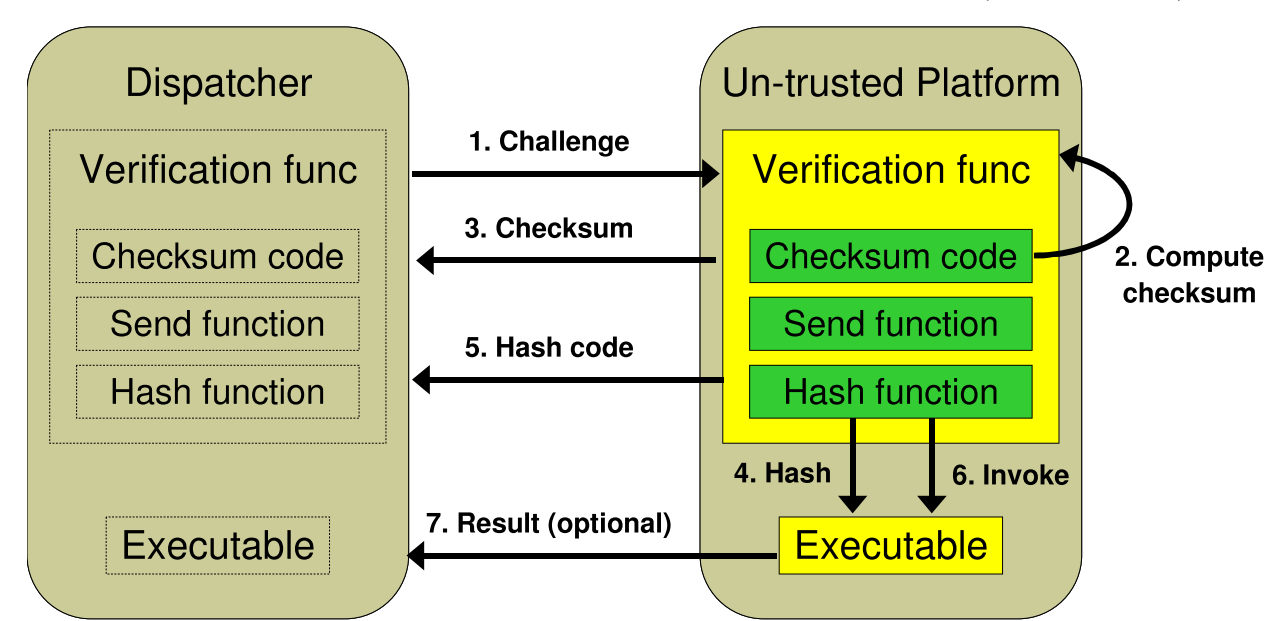 Dispatcher
Verification func
Checksum code
Send function
Hash function
Executable
1. Challenge
3. Checksum
5. Hash code
7. Result (optional)
Un-trusted Platform
Verification func
Checksum code
Send function
Hash function
2. Compute
checksum
4. Hash
6. Invoke
Executable